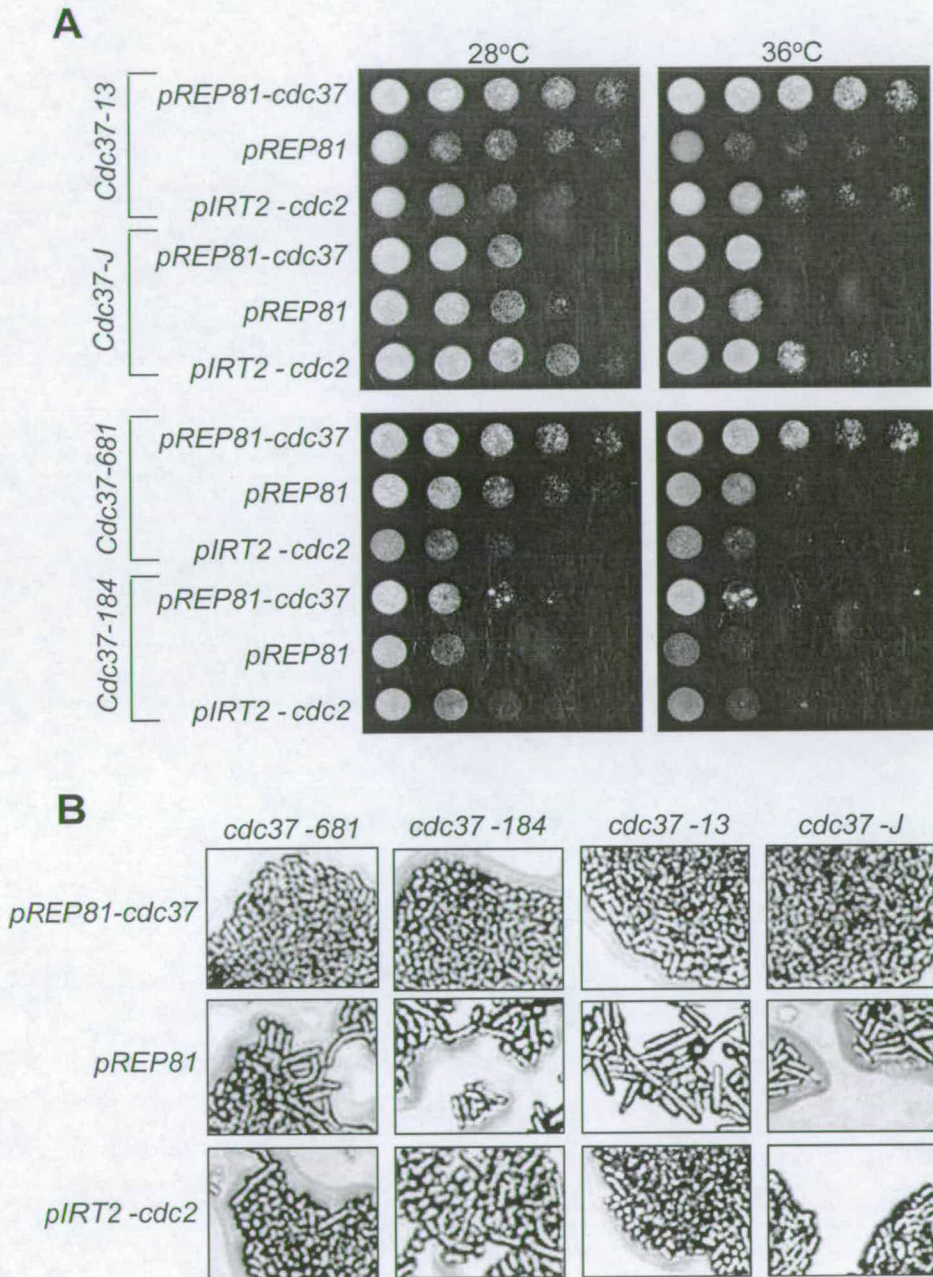 A
28°C 36°C
Cdc37-13
pREP81-cdc37
pREP81
pIRT2-cdc2
Cdc37-J
pREP81-cdc37
pREP81
pIRT2-cdc2
Cdc37-681
pREP81-cdc37
pREP81
pIRT2-cdc2
Cdc37-184
pREP81-cdc37
pREP81
pIRT2-cdc2
B
cdc37-681 cdc37-184 cdc37-13 cdc37-J
pREP81-cdc37
pREP81
pIRT2-cdc2